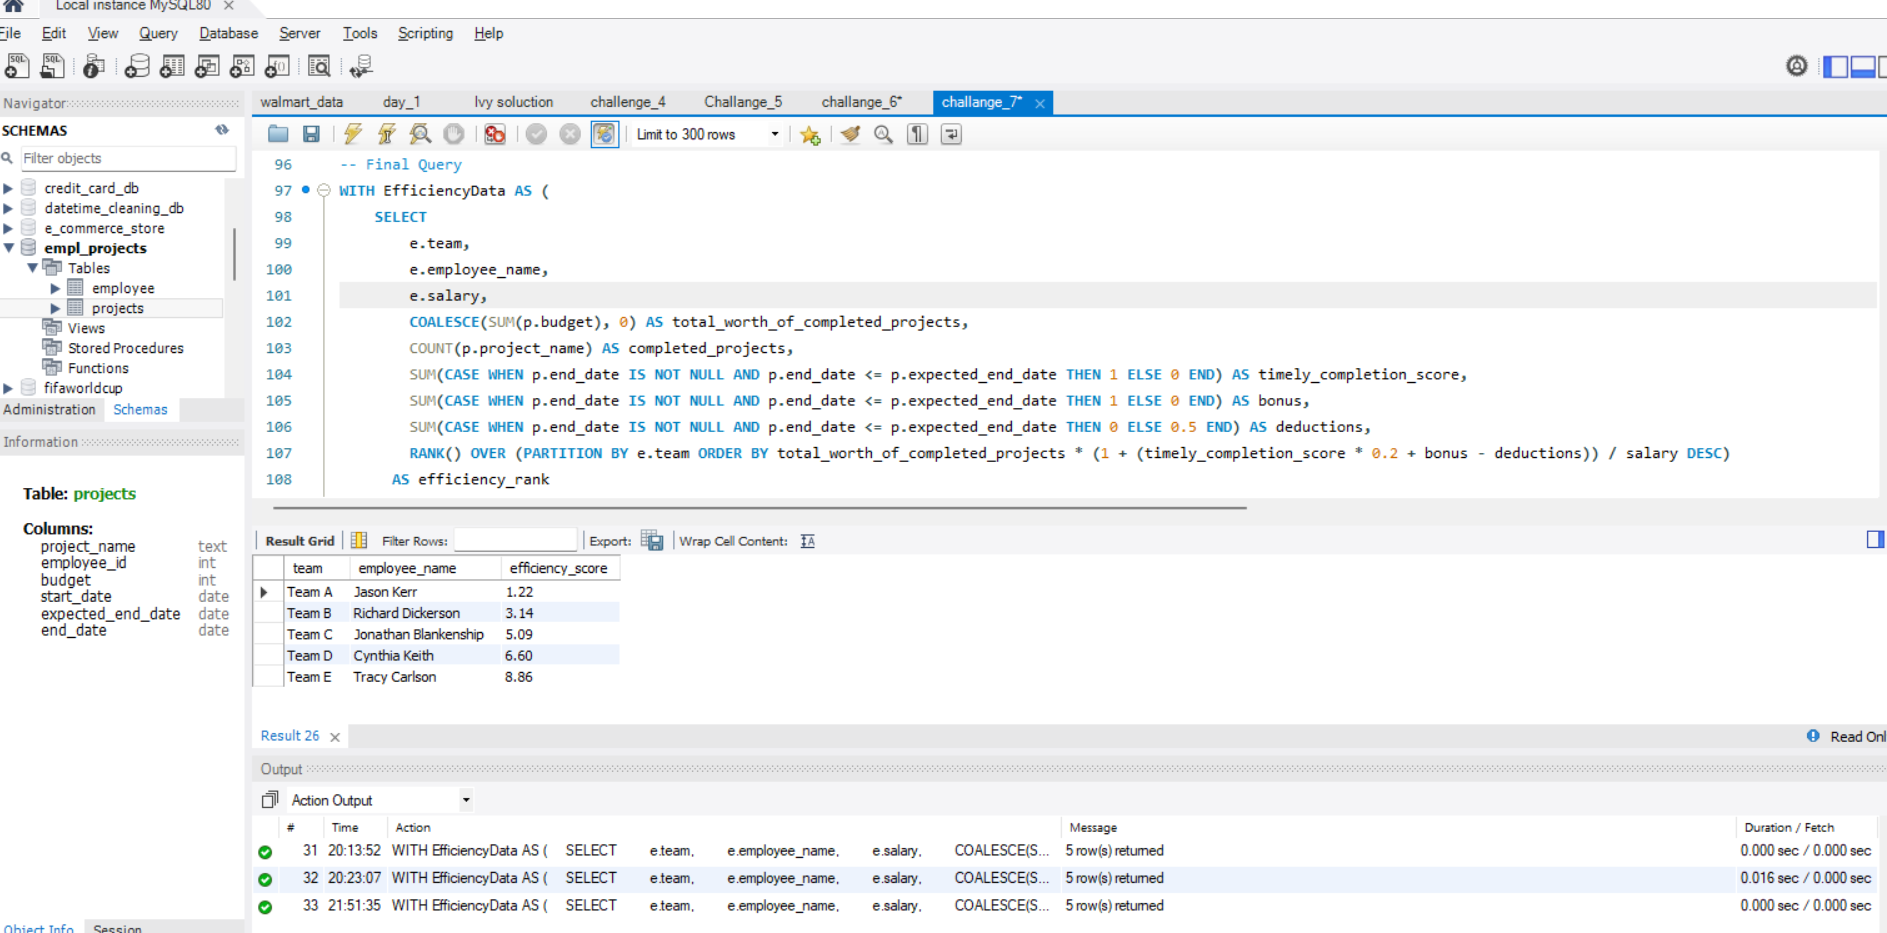 Local instance MySQL80 ×
File Edit View Query Database Server Tools Scripting Help
Navigator
SCHEMAS
Filter objects
credit_card_db
datetime_cleaning_db
e_commerce_store
empl_projects
Tables
employee
projects
Views
Stored Procedures
Functions
fifaworldcup
Administration Schemas
Information
Table: projects
Columns:
project_name text
employee_id int
budget int
start_date date
expected_end_date date
end_date date
Object Info Session
walmart_data day_1 Ivy soluction challenge_4 Challange_5 challange_6* challange_7* ×
Limit to 300 rows
96 -- Final Query
97 WITH EfficiencyData AS (
98 SELECT
99 e.team,
100 e.employee_name,
101 e.salary,
102 COALESCE(SUM(p.budget), 0) AS total_worth_of_completed_projects,
103 COUNT(p.project_name) AS completed_projects,
104 SUM(CASE WHEN p.end_date IS NOT NULL AND p.end_date <= p.expected_end_date THEN 1 ELSE 0 END) AS timely_completion_score,
105 SUM(CASE WHEN p.end_date IS NOT NULL AND p.end_date <= p.expected_end_date THEN 1 ELSE 0 END) AS bonus,
106 SUM(CASE WHEN p.end_date IS NOT NULL AND p.end_date <= p.expected_end_date THEN 0 ELSE 0.5 END) AS deductions,
107 RANK() OVER (PARTITION BY e.team ORDER BY total_worth_of_completed_projects * (1 + (timely_completion_score * 0.2 + bonus - deductions)) / salary DESC)
108 AS efficiency_rank
Result Grid Filter Rows: Export: Wrap Cell Content:
team employee_name efficiency_score
Team A Jason Kerr 1.22
Team B Richard Dickerson 3.14
Team C Jonathan Blankenship 5.09
Team D Cynthia Keith 6.60
Team E Tracy Carlson 8.86
Result 26 × Read Onl
Output
Action Output
# Time Action Message Duration / Fetch
31 20:13:52 WITH EfficiencyData AS ( SELECT e.team, e.employee_name, e.salary, COALESCE(S... 5 row(s) returned 0.000 sec / 0.000 sec
32 20:23:07 WITH EfficiencyData AS ( SELECT e.team, e.employee_name, e.salary, COALESCE(S... 5 row(s) returned 0.016 sec / 0.000 sec
33 21:51:35 WITH EfficiencyData AS ( SELECT e.team, e.employee_name, e.salary, COALESCE(S... 5 row(s) returned 0.000 sec / 0.000 sec